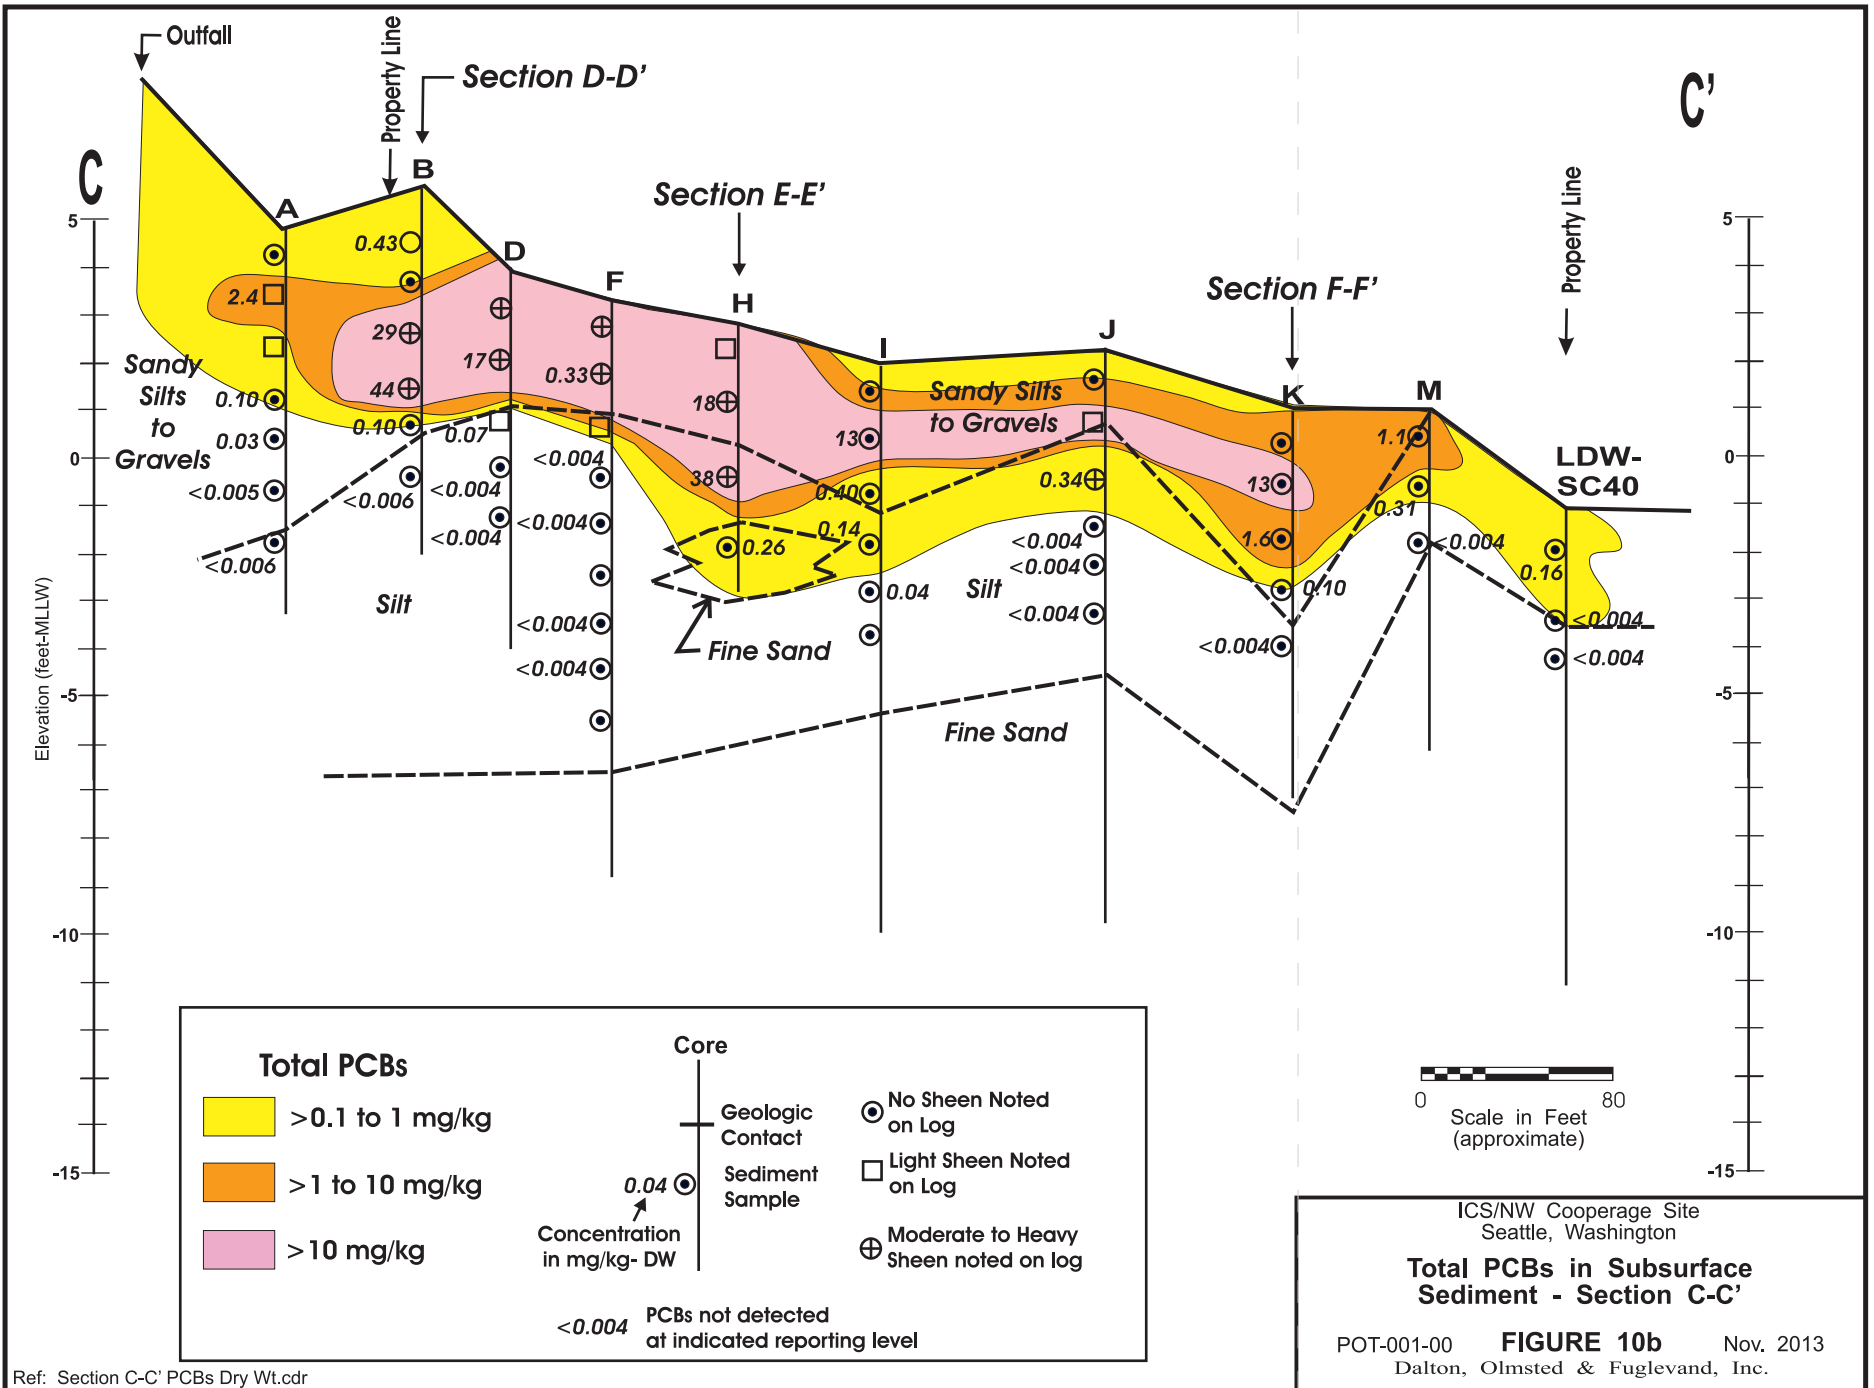 Outfall
Property Line
Section D-D'
C
C'
B
A
D
Section E-E'
F
H
I
J
Section F-F'
K
M
Property Line
LDW-
SC40
5
0
-5
-10
-15
Elevation (feet-MLLW)
5
0
-5
-10
-15
Sandy
Silts
to
Gravels
2.4
0.10
0.03
<0.005
<0.006
0.43
29
44
0.10
<0.006
17
0.07
<0.004
<0.004
0.33
<0.004
<0.004
<0.004
<0.004
18
38
0.26
13
0.40
0.14
0.04
Sandy Silts
to Gravels
0.34
<0.004
<0.004
<0.004
13
1.6
0.10
<0.004
1.1
0.31
<0.004
0.16
<0.004
<0.004
Silt
Fine Sand
Silt
Fine Sand
Total PCBs
>0.1 to 1 mg/kg
>1 to 10 mg/kg
>10 mg/kg
Core
Geologic
Contact
0.04
Sediment
Sample
Concentration
in mg/kg- DW
<0.004
PCBs not detected
at indicated reporting level
No Sheen Noted
on Log
Light Sheen Noted
on Log
Moderate to Heavy
Sheen noted on log
0 80
Scale in Feet
(approximate)
ICS/NW Cooperage Site
Seattle, Washington
Total PCBs in Subsurface
Sediment - Section C-C'
POT-001-00 FIGURE 10b Nov. 2013
Dalton, Olmsted & Fuglevand, Inc.
Ref: Section C-C' PCBs Dry Wt.cdr